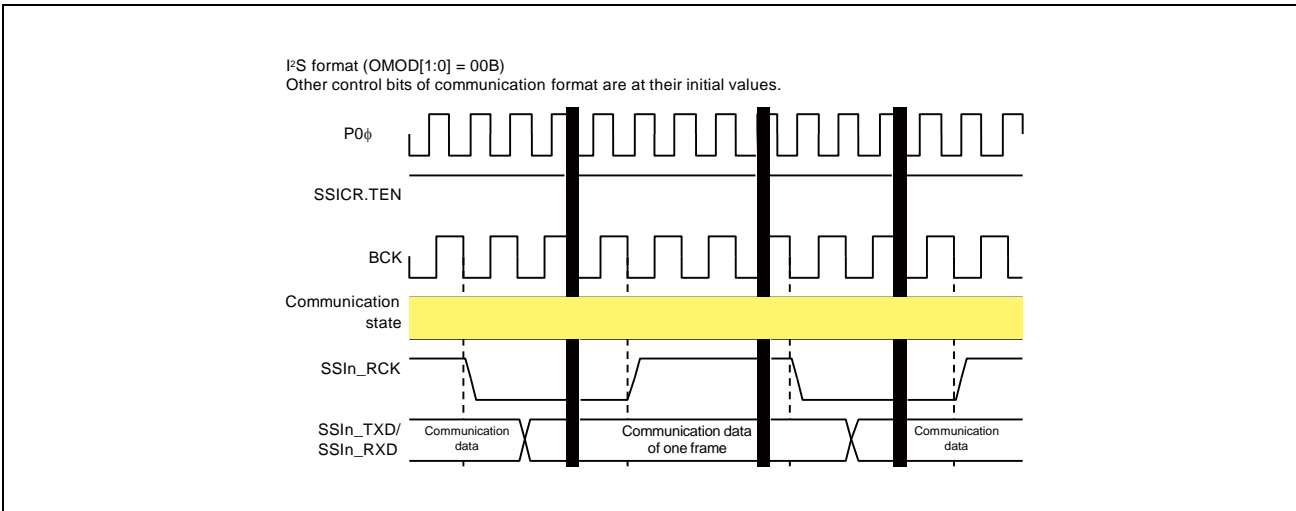 I²S format (OMOD[1:0] = 00B)
Other control bits of communication format are at their initial values.
P0ϕ
SSICR.TEN
BCK
Communication
state
SSIn_RCK
SSIn_TXD/
SSIn_RXD
Communication
data
Communication data
of one frame
Communication
data